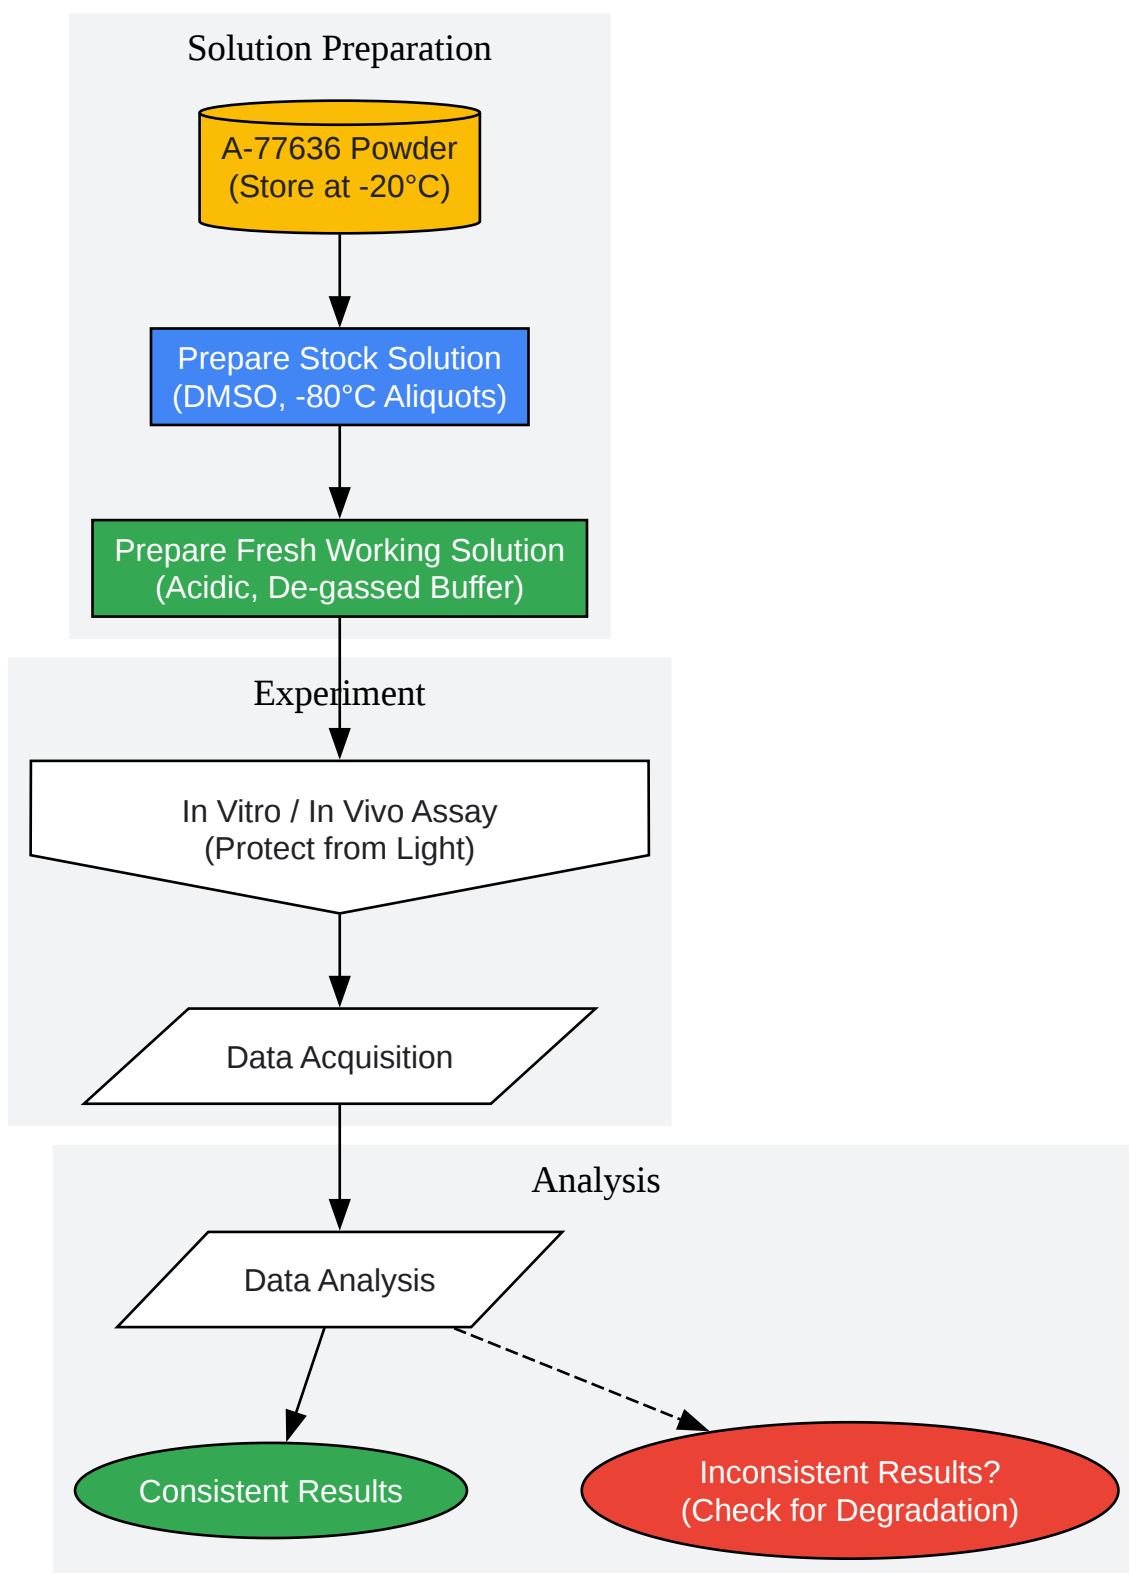 Solution Preparation
A-77636 Powder
(Store at -20°C)
Prepare Stock Solution
(DMSO, -80°C Aliquots)
Prepare Fresh Working Solution
(Acidic, De-gassed Buffer)
Experiment
In Vitro / In Vivo Assay
(Protect from Light)
Data Acquisition
Analysis
Data Analysis
Consistent Results
Inconsistent Results?
(Check for Degradation)